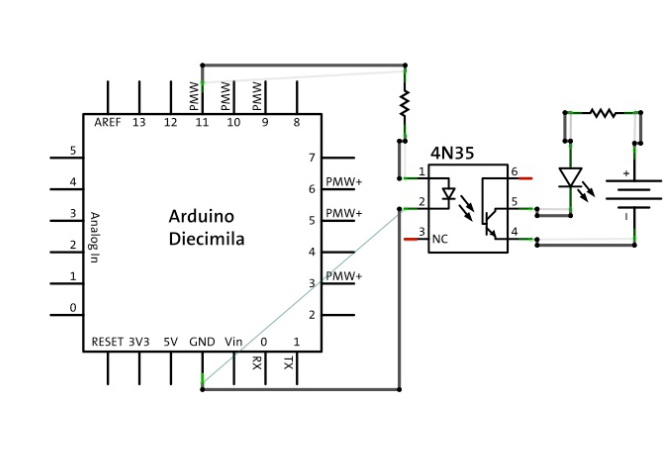 PMW
PMW
PMW
AREF 13 12 11 10 9 8
4N35
5
4
3
2
1
0
Analog In
Arduino
Diecimila
7
6 PMW+
5 PMW+
4
3 PMW+
2
1
2
3 NC
6
5
4
+
−
RESET 3V3 5V GND Vin 0 1
RX
TX